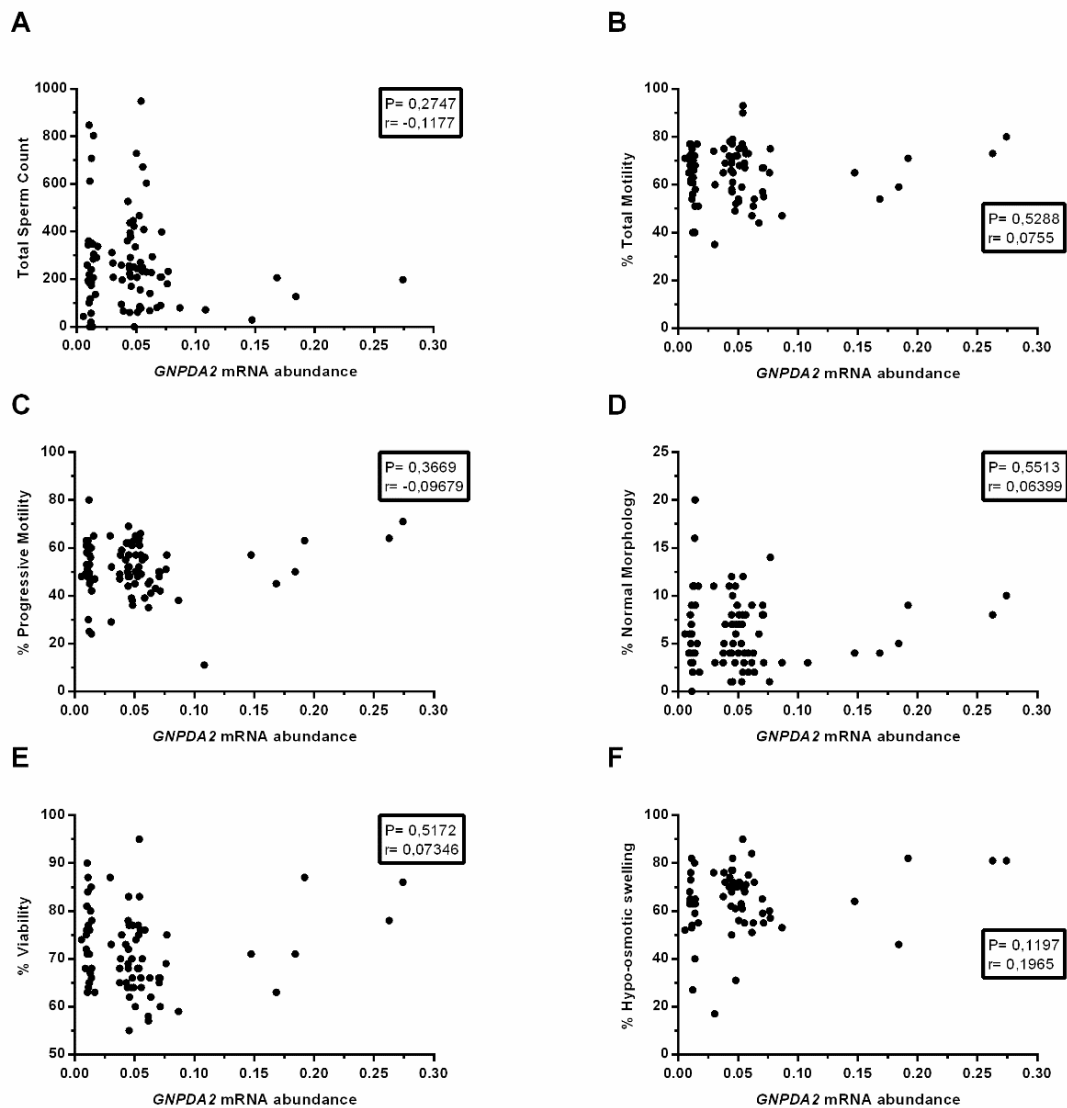 A
Total Sperm Count
1000
800
600
400
200
0
0.00 0.05 0.10 0.15 0.20 0.25 0.30
GNPDA2 mRNA abundance
P= 0,2747
r= -0,1177
B
% Total Motility
100
80
60
40
20
0
0.00 0.05 0.10 0.15 0.20 0.25 0.30
GNPDA2 mRNA abundance
P= 0,5288
r= 0,0755
C
% Progressive Motility
100
80
60
40
20
0
0.00 0.05 0.10 0.15 0.20 0.25 0.30
GNPDA2 mRNA abundance
P= 0,3669
r= -0,09679
D
% Normal Morphology
25
20
15
10
5
0
0.00 0.05 0.10 0.15 0.20 0.25 0.30
GNPDA2 mRNA abundance
P= 0,5513
r= 0,06399
E
% Viability
100
90
80
70
60
50
0.00 0.05 0.10 0.15 0.20 0.25 0.30
GNPDA2 mRNA abundance
P= 0,5172
r= 0,07346
F
% Hypo-osmotic swelling
100
80
60
40
20
0
0.00 0.05 0.10 0.15 0.20 0.25 0.30
GNPDA2 mRNA abundance
P= 0,1197
r= 0,1965